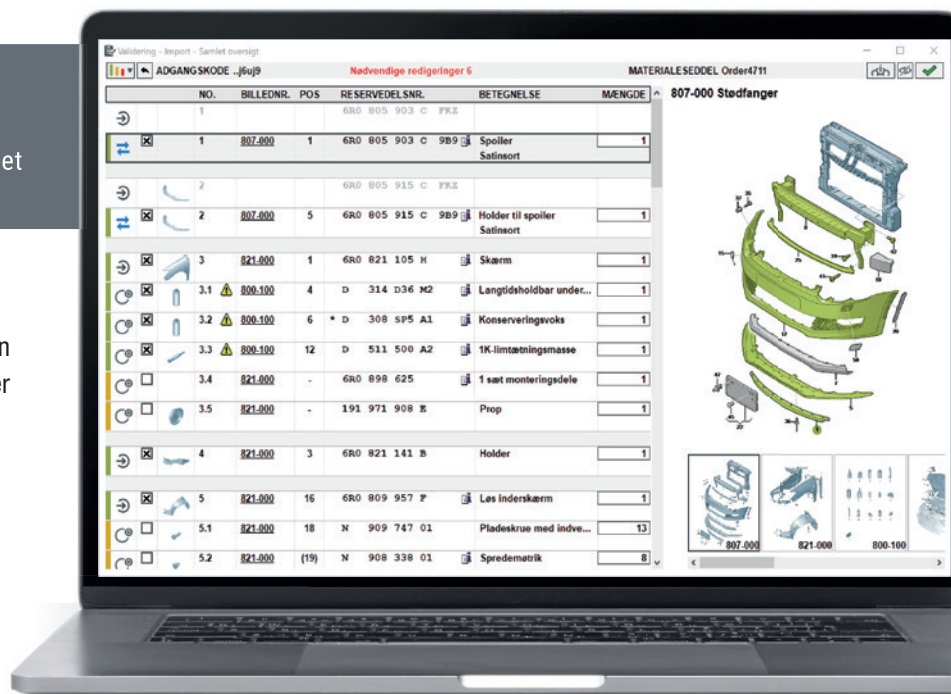 et
n
er
Validering - Import - Samlet oversigt
ADGANGSKODE ..j6uj9 Nødvendige redigeringer 6 MATERIALESEDDEL Order4711
NO. BILLEDNR. POS RESERVEDELSNR. BETEGNELSE MÆNGDE
807-000 Stødfanger
1 6R0 805 903 C FKZ
1 807-000 1 6R0 805 903 C 9B9 Spoiler 1
Satinsort
2 6R0 805 915 C FKZ
2 807-000 5 6R0 805 915 C 9B9 Holder til spoiler 1
Satinsort
3 821-000 1 6R0 821 105 H Skærm 1
3.1 800-100 4 D 314 D36 M2 Langtidsholdbar under... 1
3.2 800-100 6 * D 308 SP5 A1 Konserveringsvoks 1
3.3 800-100 12 D 511 500 A2 1K-limtætningsmasse 1
3.4 821-000 - 6R0 898 625 1 sæt monteringsdele 1
3.5 821-000 - 191 971 908 E Prop 1
4 821-000 3 6R0 821 141 B Holder 1
5 821-000 16 6R0 809 957 F Løs inderskærm 1
5.1 821-000 18 N 909 747 01 Pladeskrue med indve... 13
5.2 821-000 (19) N 908 338 01 Spredemøtrik 8
807-000 821-000 800-100